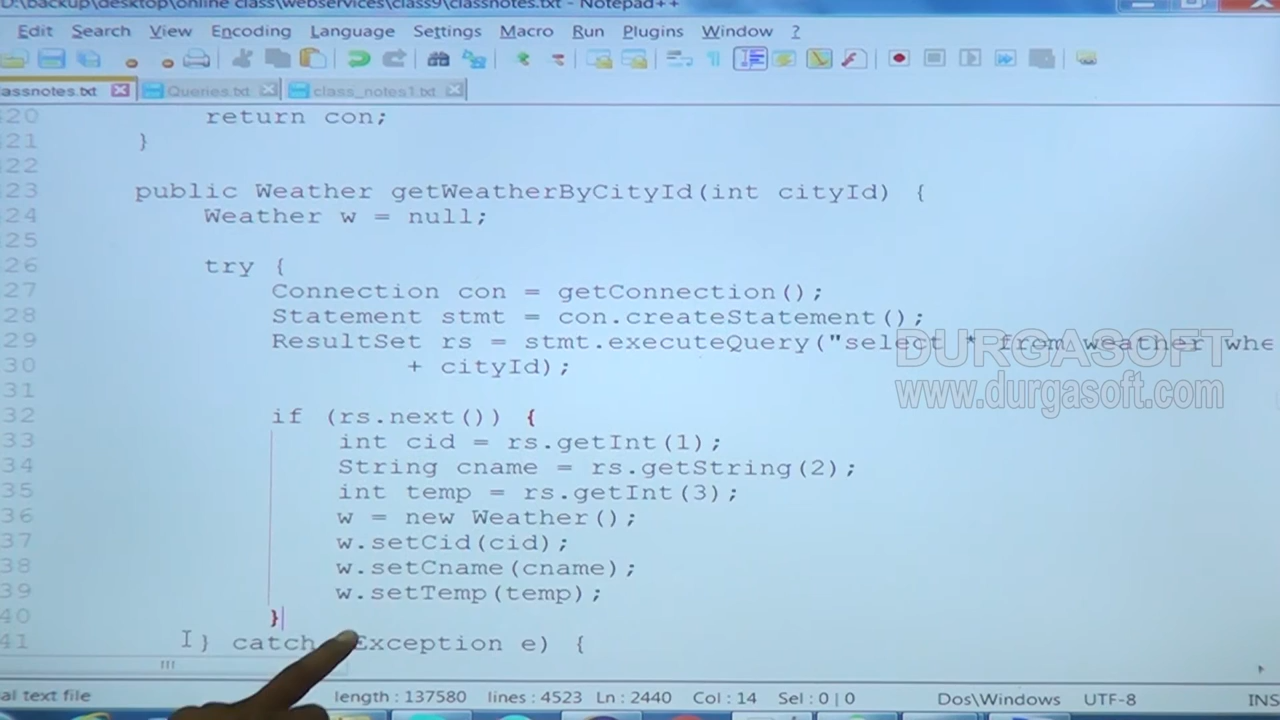 D:\backup\desktop\online class\webservices\class9\classnotes.txt - Notepad++
Edit Search View Encoding Language Settings Macro Run Plugins Window ?
assnotes.txt Queries.txt class_notes1.txt
20 return con;
21 }
22
23 public Weather getWeatherByCityId(int cityId) {
24 Weather w = null;
25
26 try {
27 Connection con = getConnection();
28 Statement stmt = con.createStatement();
29 ResultSet rs = stmt.executeQuery("select * from weather whe
30 + cityId);
31
32 if (rs.next()) {
33 int cid = rs.getInt(1);
34 String cname = rs.getString(2);
35 int temp = rs.getInt(3);
36 w = new Weather();
37 w.setCid(cid);
38 w.setCname(cname);
39 w.setTemp(temp);
40 }
41 } catch Exception e) {
DURGASOFT
www.durgasoft.com
al text file length : 137580 lines : 4523 Ln : 2440 Col : 14 Sel : 0 | 0 Dos\Windows UTF-8 INS